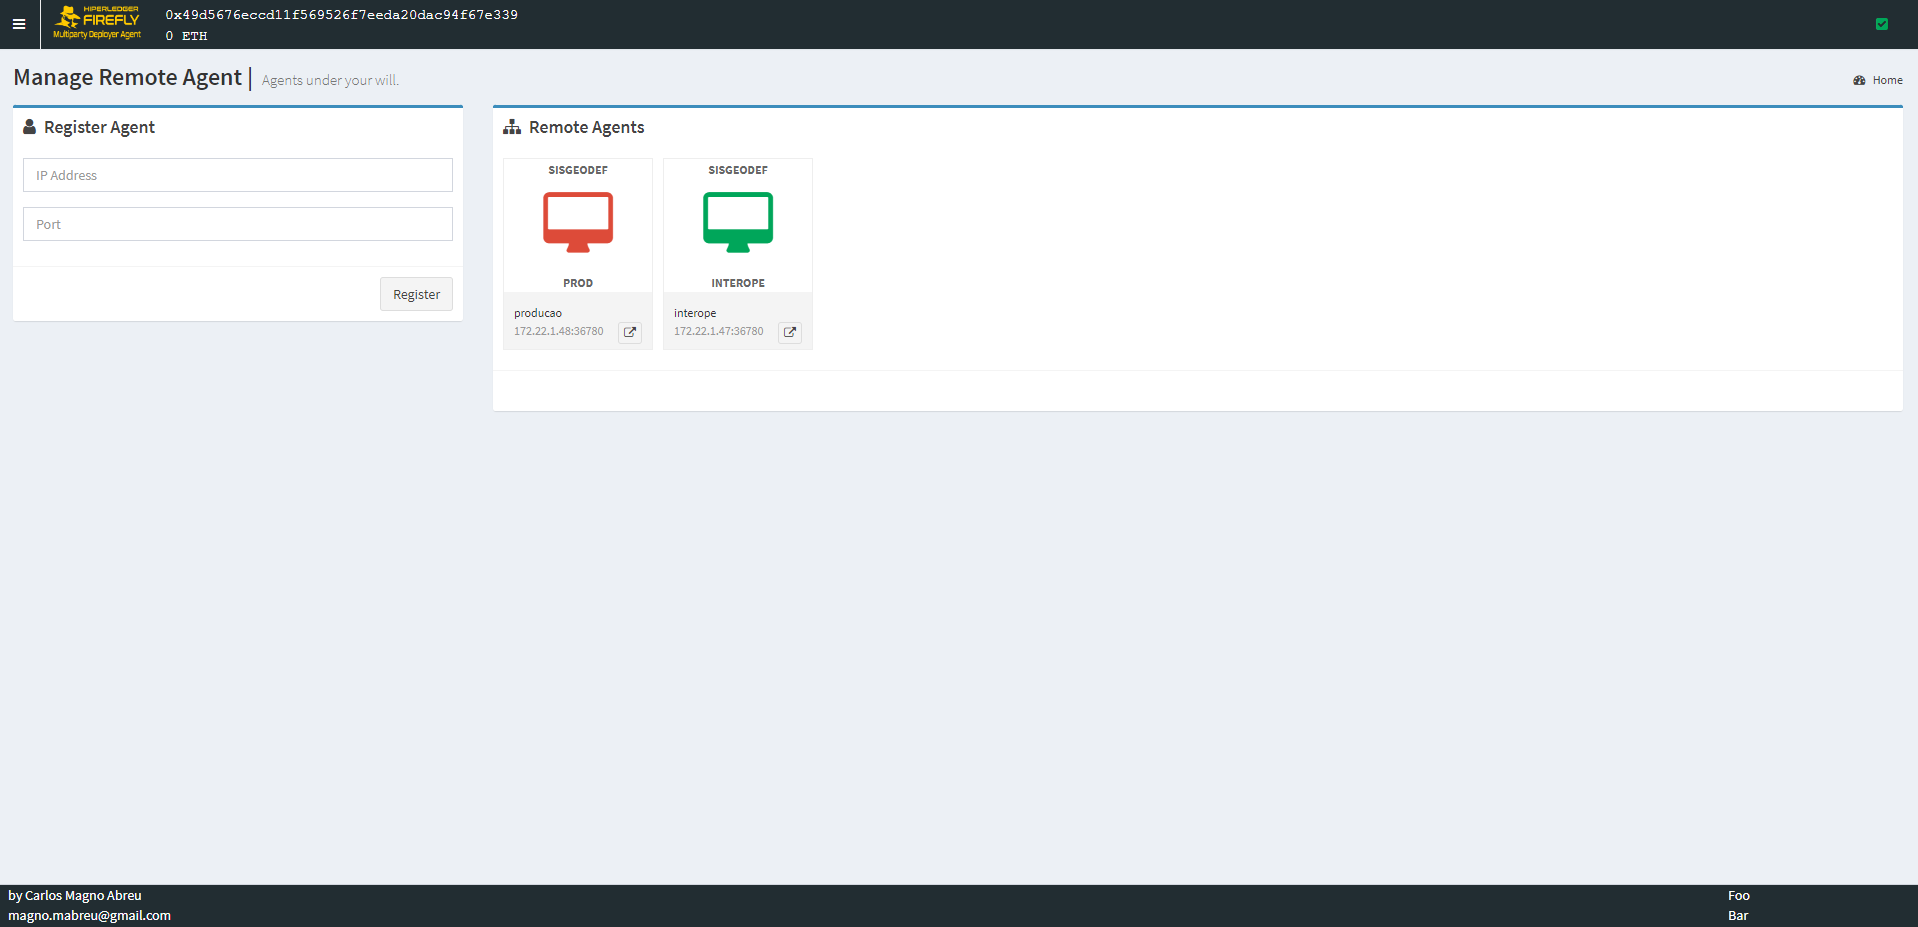 HIPERLEDGER
FIREFLY
Multiparty Deployer Agent
0x49d5676eccd11f569526f7eeda20dac94f67e339
0 ETH
Manage Remote Agent | Agents under your will.
Home
Register Agent
IP Address
Port
Register
Remote Agents
SISGEODEF
PROD
producao
172.22.1.48:36780
SISGEODEF
INTEROPE
interope
172.22.1.47:36780
by Carlos Magno Abreu
magno.mabreu@gmail.com
Foo
Bar